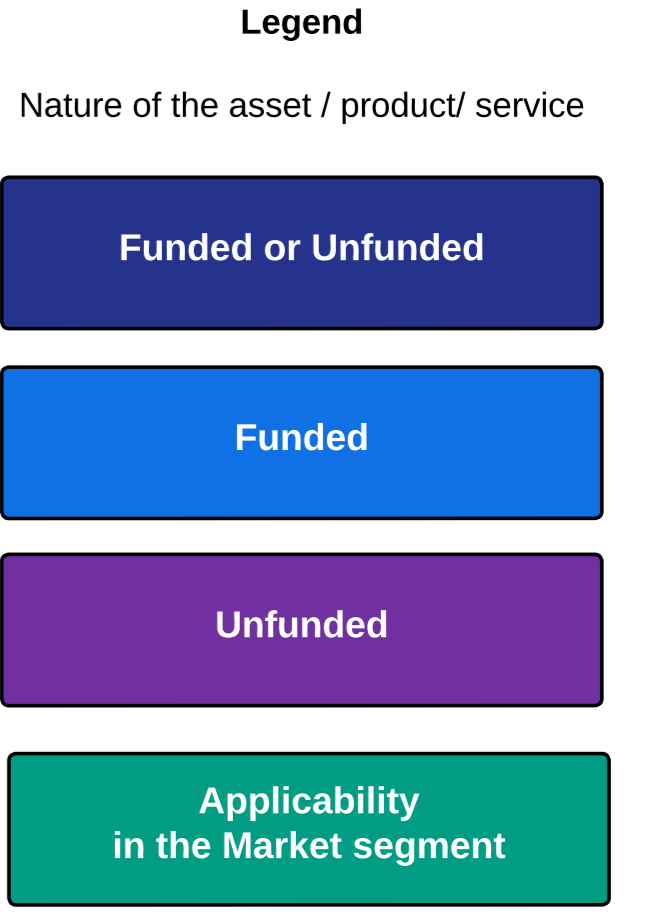 Legend
Nature of the asset / product/ service
Funded or Unfunded
Funded
Unfunded
Applicability
in the Market segment